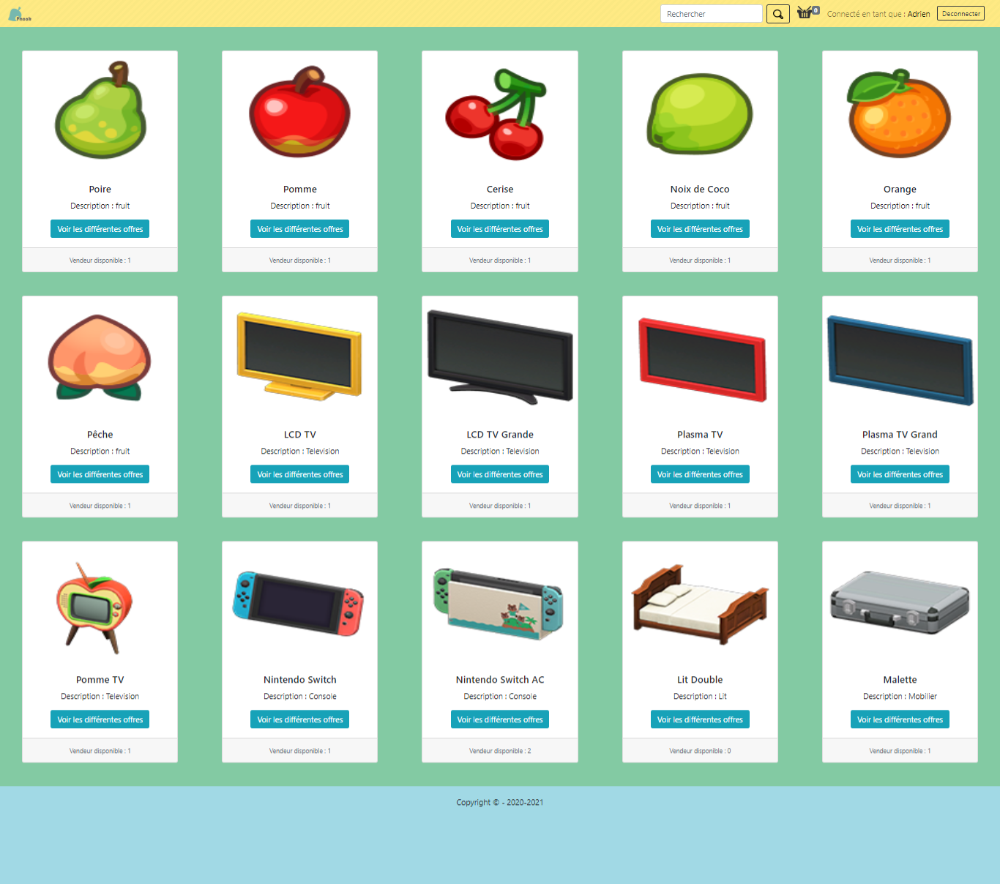 Fnook
Rechercher
0
Connecté en tant que : Adrien
Deconnecter
Poire
Description : fruit
Voir les différentes offres
Vendeur disponible : 1
Pomme
Description : fruit
Voir les différentes offres
Vendeur disponible : 1
Cerise
Description : fruit
Voir les différentes offres
Vendeur disponible : 1
Noix de Coco
Description : fruit
Voir les différentes offres
Vendeur disponible : 1
Orange
Description : fruit
Voir les différentes offres
Vendeur disponible : 1
Pêche
Description : fruit
Voir les différentes offres
Vendeur disponible : 1
LCD TV
Description : Television
Voir les différentes offres
Vendeur disponible : 1
LCD TV Grande
Description : Television
Voir les différentes offres
Vendeur disponible : 1
Plasma TV
Description : Television
Voir les différentes offres
Vendeur disponible : 1
Plasma TV Grand
Description : Television
Voir les différentes offres
Vendeur disponible : 1
Pomme TV
Description : Television
Voir les différentes offres
Vendeur disponible : 1
Nintendo Switch
Description : Console
Voir les différentes offres
Vendeur disponible : 1
Nintendo Switch AC
Description : Console
Voir les différentes offres
Vendeur disponible : 2
Lit Double
Description : Lit
Voir les différentes offres
Vendeur disponible : 0
Malette
Description : Mobilier
Voir les différentes offres
Vendeur disponible : 1
Copyright © - 2020-2021